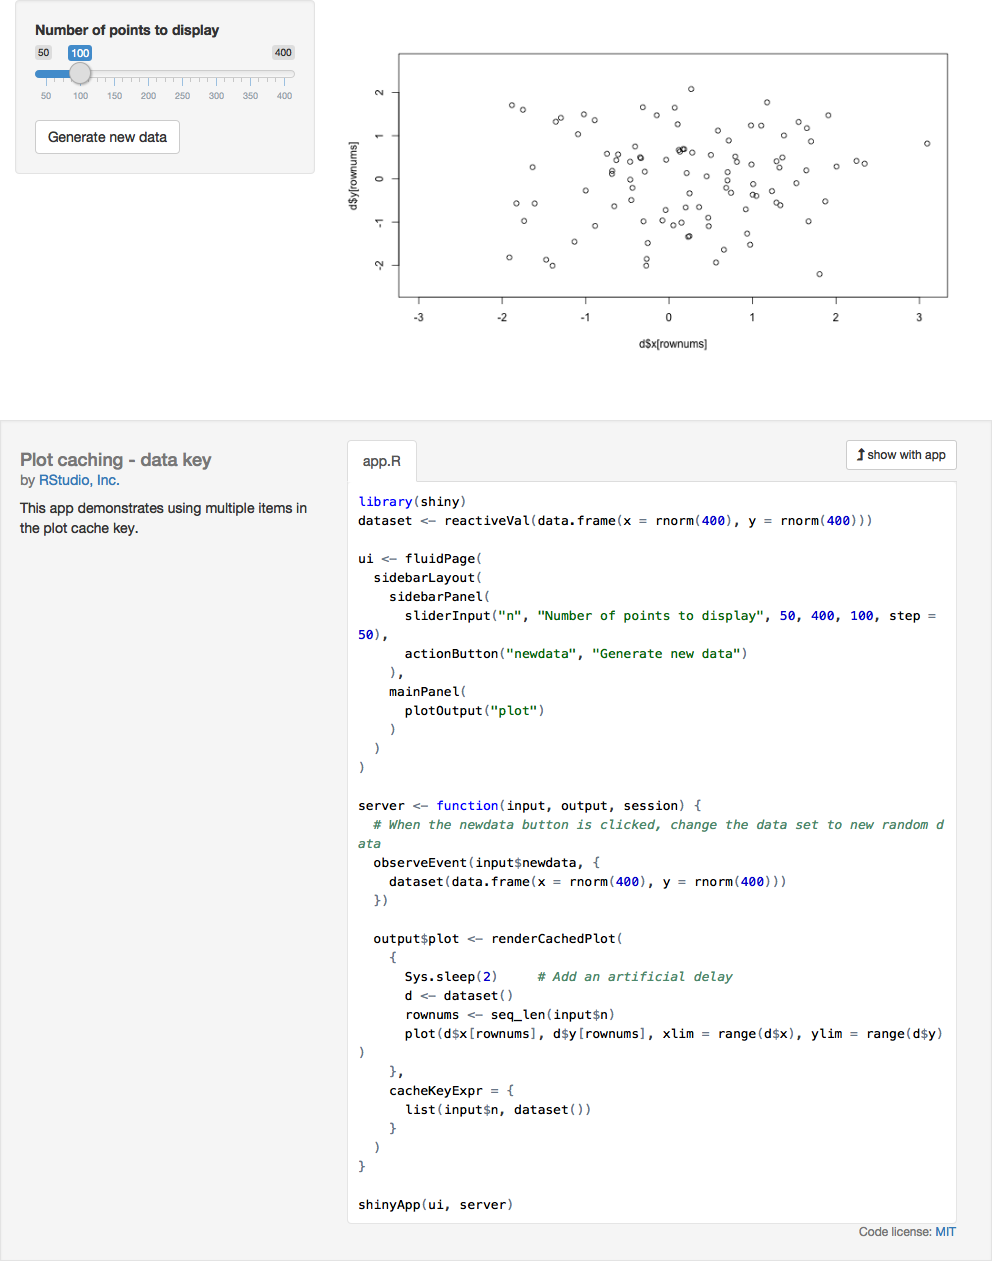 Number of points to display
50 100 400
50 100 150 200 250 300 350 400
Generate new data
d$y[rownums]
2
1
0
-1
-2
-3 -2 -1 0 1 2 3
d$x[rownums]
Plot caching - data key
by RStudio, Inc.
This app demonstrates using multiple items in
the plot cache key.
app.R
show with app
library(shiny)
dataset <- reactiveVal(data.frame(x = rnorm(400), y = rnorm(400)))
ui <- fluidPage(
  sidebarLayout(
    sidebarPanel(
      sliderInput("n", "Number of points to display", 50, 400, 100, step =
50),
      actionButton("newdata", "Generate new data")
    ),
    mainPanel(
      plotOutput("plot")
    )
  )
)
server <- function(input, output, session) {
  # When the newdata button is clicked, change the data set to new random d
ata
  observeEvent(input$newdata, {
    dataset(data.frame(x = rnorm(400), y = rnorm(400)))
  })
  output$plot <- renderCachedPlot(
    {
      Sys.sleep(2)     # Add an artificial delay
      d <- dataset()
      rownums <- seq_len(input$n)
      plot(d$x[rownums], d$y[rownums], xlim = range(d$x), ylim = range(d$y)
)
    },
    cacheKeyExpr = {
      list(input$n, dataset())
    }
  )
}
shinyApp(ui, server)
Code license: MIT